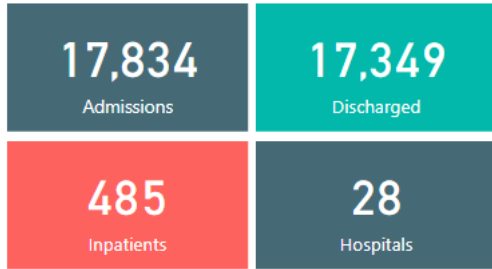 17,834
Admissions
17,349
Discharged
485
Inpatients
28
Hospitals